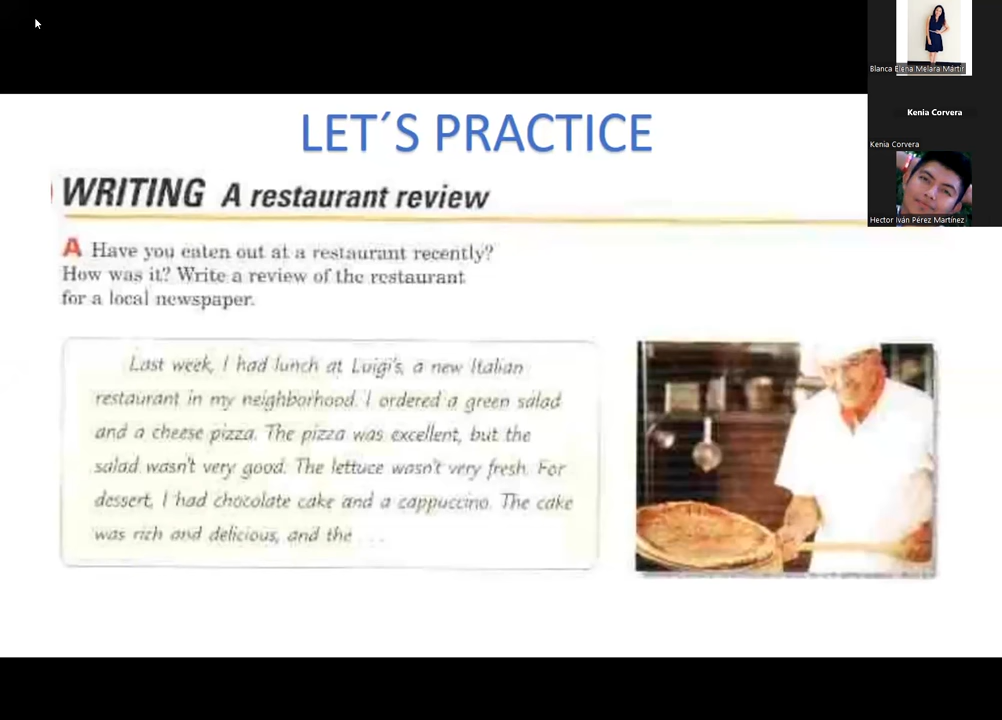 LET´S PRACTICE
WRITING A restaurant review
A Have you eaten out at a restaurant recently?
How was it? Write a review of the restaurant
for a local newspaper.
Last week, I had lunch at Luigi's, a new Italian
restaurant in my neighborhood. I ordered a green salad
and a cheese pizza. The pizza was excellent, but the
salad wasn't very good. The lettuce wasn't very fresh. For
dessert, I had chocolate cake and a cappuccino. The cake
was rich and delicious, and the . . .
Blanca Elena Melara Mártir
Kenia Corvera
Kenia Corvera
Hector Iván Pérez Martínez